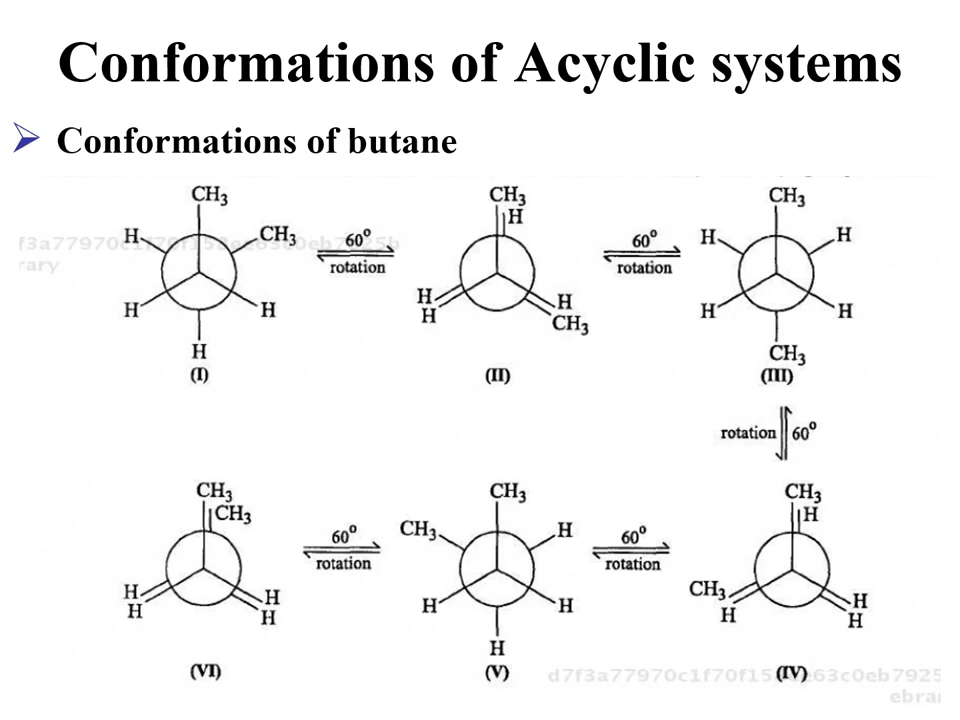 Conformations of Acyclic systems
Conformations of butane
CH₃ CH₃ CH₃
H CH₃ 60° H 60° H H
rotation rotation
H H H H H H
H CH₃ H
H CH₃
(I) (II) (III)
rotation 60°
CH₃ CH₃ CH₃
CH₃ CH₃ H H
60° 60°
rotation rotation
H H H H CH₃ H
H H H H H
(VI) (V) (IV)